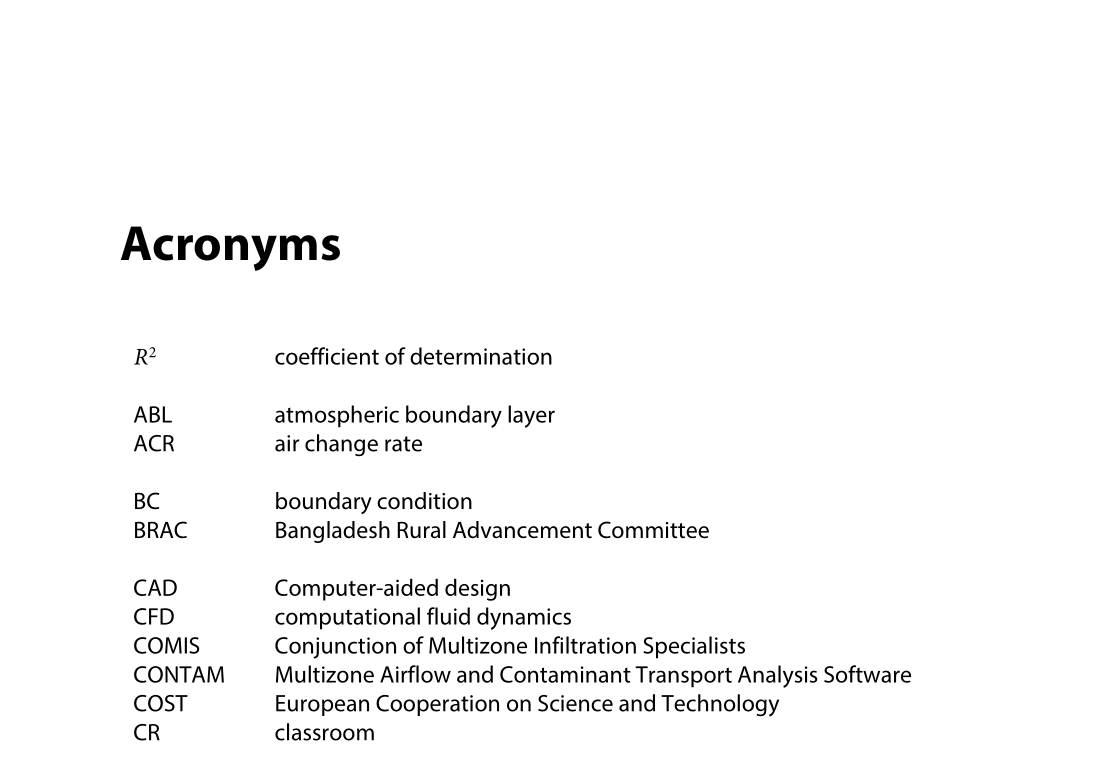 Acronyms
R² coefficient of determination
ABL atmospheric boundary layer
ACR air change rate
BC boundary condition
BRAC Bangladesh Rural Advancement Committee
CAD Computer-aided design
CFD computational fluid dynamics
COMIS Conjunction of Multizone Infiltration Specialists
CONTAM Multizone Airflow and Contaminant Transport Analysis Software
COST European Cooperation on Science and Technology
CR classroom